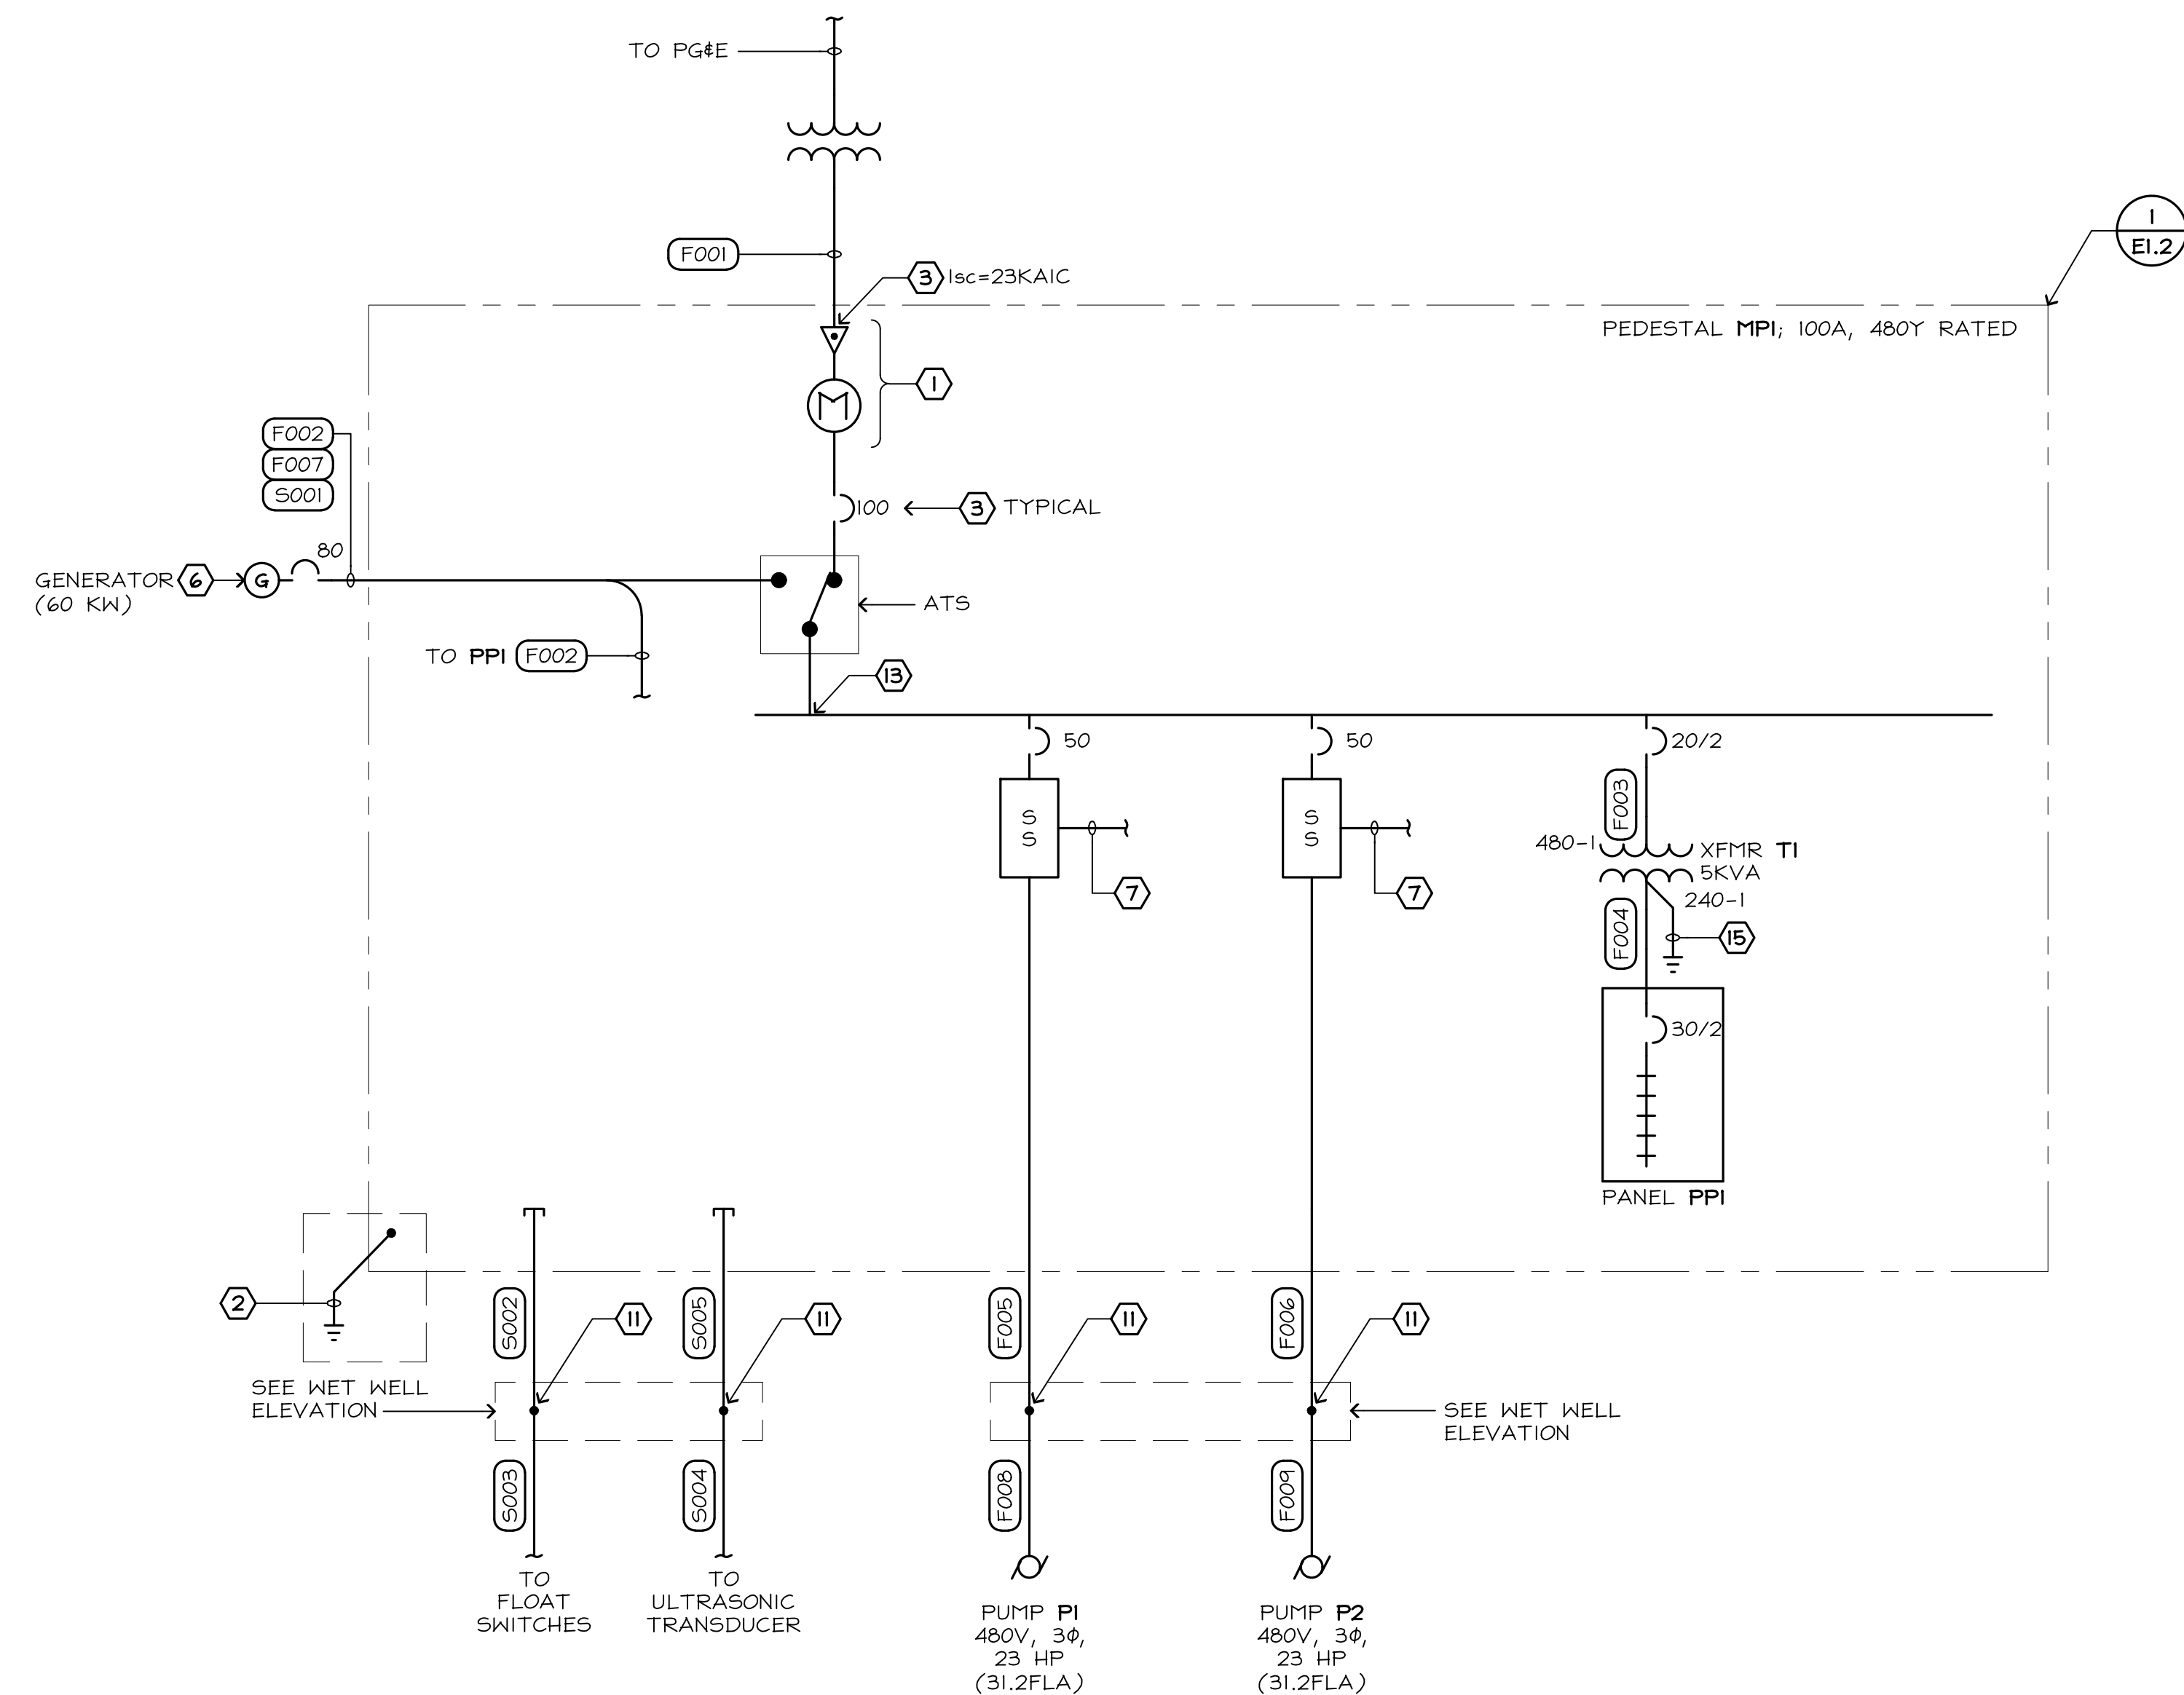 TO PG&E
F001
3 Isc=23KAIC
1
E1.2
PEDESTAL MP1; 100A, 480Y RATED
1
M
F002
F007
S001
100
3 TYPICAL
80
GENERATOR 6 G
(60 KW)
ATS
TO PP1 F002
13
50
50
20/2
S
S
S
S
7
7
F003
480-1
XFMR T1
5KVA
240-1
F004
15
30/2
PANEL PP1
2
S002
11
S005
11
F005
11
F006
11
SEE WET WELL
ELEVATION
SEE WET WELL
ELEVATION
S003
S004
F008
F009
TO
FLOAT
SWITCHES
TO
ULTRASONIC
TRANSDUCER
PUMP P1
480V, 3Φ,
23 HP
(31.2FLA)
PUMP P2
480V, 3Φ,
23 HP
(31.2FLA)